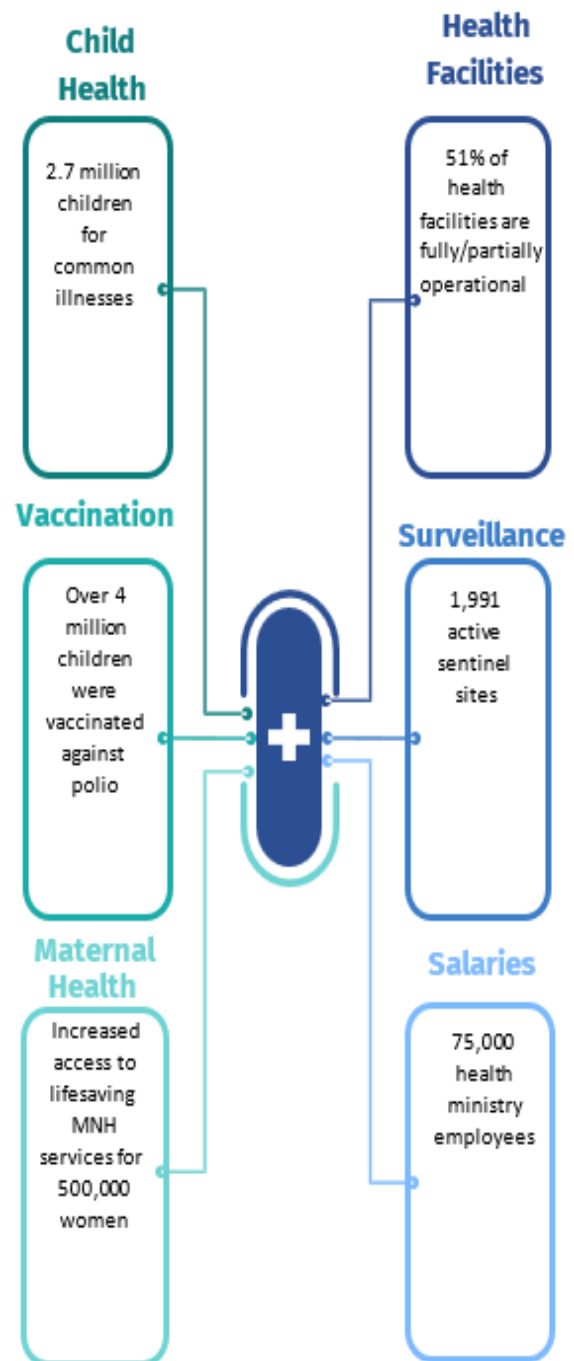 Child
Health
2.7 million
children
for
common
illnesses
Vaccination
Over 4
million
children
were
vaccinated
against
polio
Maternal
Health
Increased
access to
lifesaving
MNH
services for
500,000
women
Health
Facilities
51% of
health
facilities are
fully/partially
operational
Surveillance
1,991
active
sentinel
sites
Salaries
75,000
health
ministry
employees